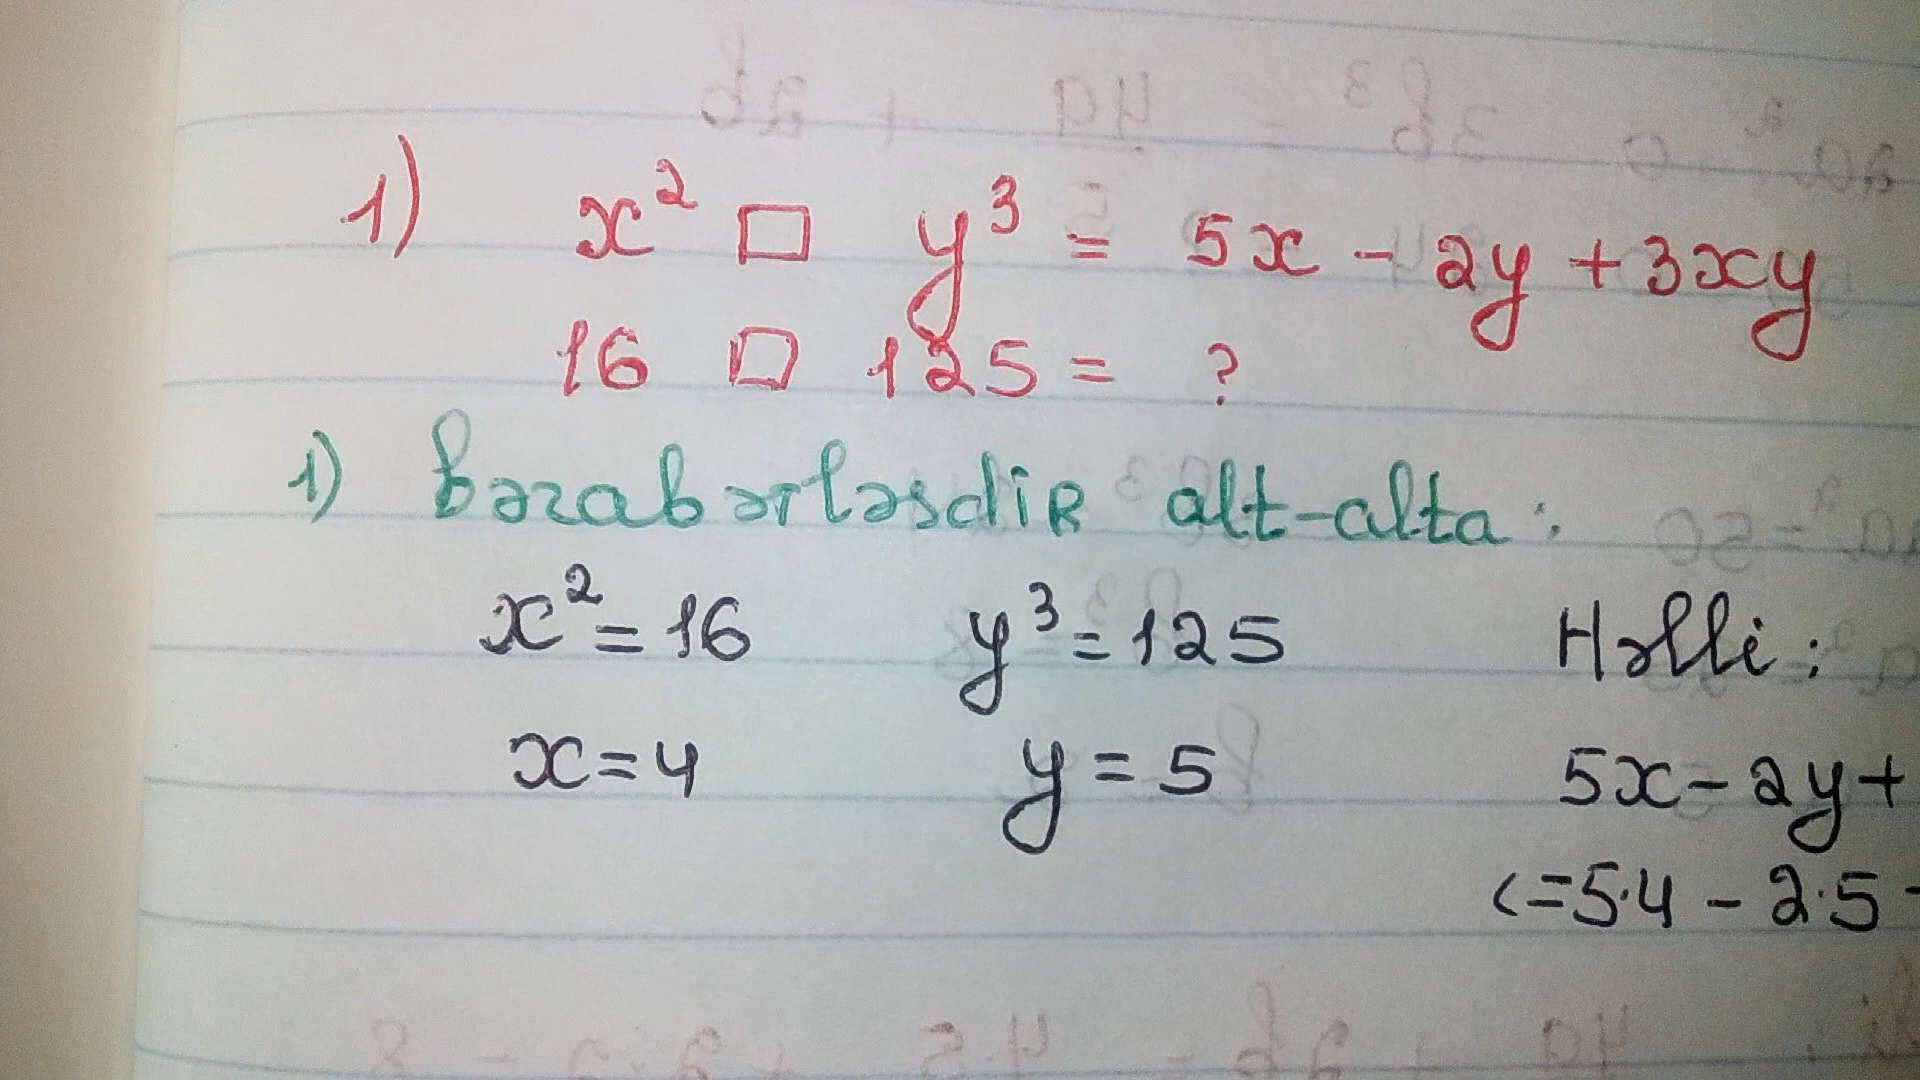 1) x² □ y³ = 5x - 2y + 3xy
16 □ 125 = ?
1) bərabərləsdiR alt-alta:
x² = 16 y³ = 125 Həlli:
x = 4 y = 5 5x - 2y +
<=5·4 - 2·5